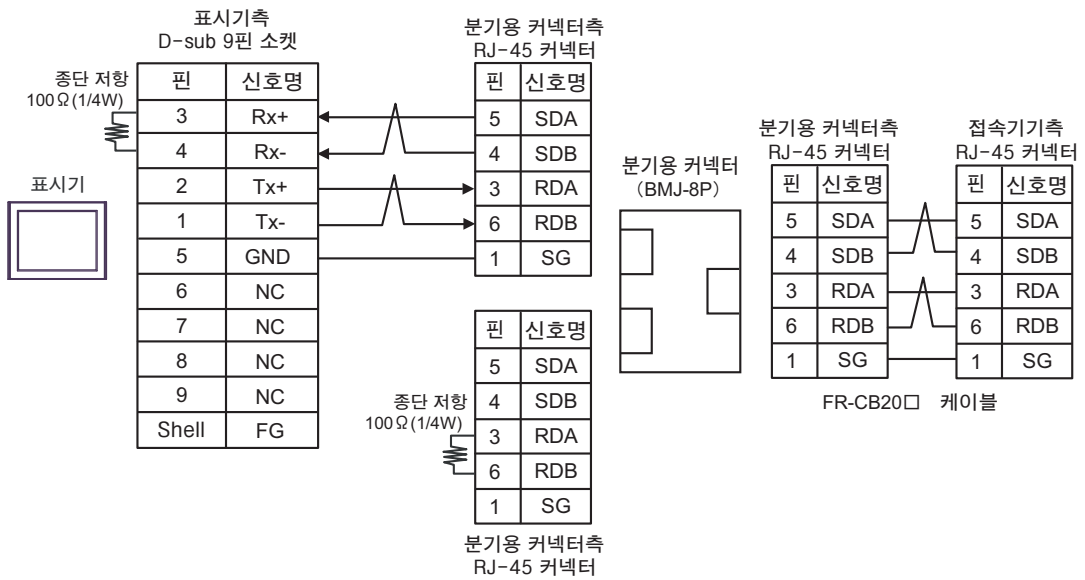 표시기측
D-sub 9핀 소켓
종단 저항
100Ω(1/4W)
핀 신호명
3 Rx+
4 Rx-
2 Tx+
1 Tx-
5 GND
6 NC
7 NC
8 NC
9 NC
Shell FG
표시기
분기용 커넥터측
RJ-45 커넥터
핀 신호명
5 SDA
4 SDB
3 RDA
6 RDB
1 SG
종단 저항
100Ω(1/4W)
핀 신호명
5 SDA
4 SDB
3 RDA
6 RDB
1 SG
분기용 커넥터측
RJ-45 커넥터
분기용 커넥터
(BMJ-8P)
분기용 커넥터측
RJ-45 커넥터
핀 신호명
5 SDA
4 SDB
3 RDA
6 RDB
1 SG
접속기기측
RJ-45 커넥터
핀 신호명
5 SDA
4 SDB
3 RDA
6 RDB
1 SG
FR-CB20□ 케이블